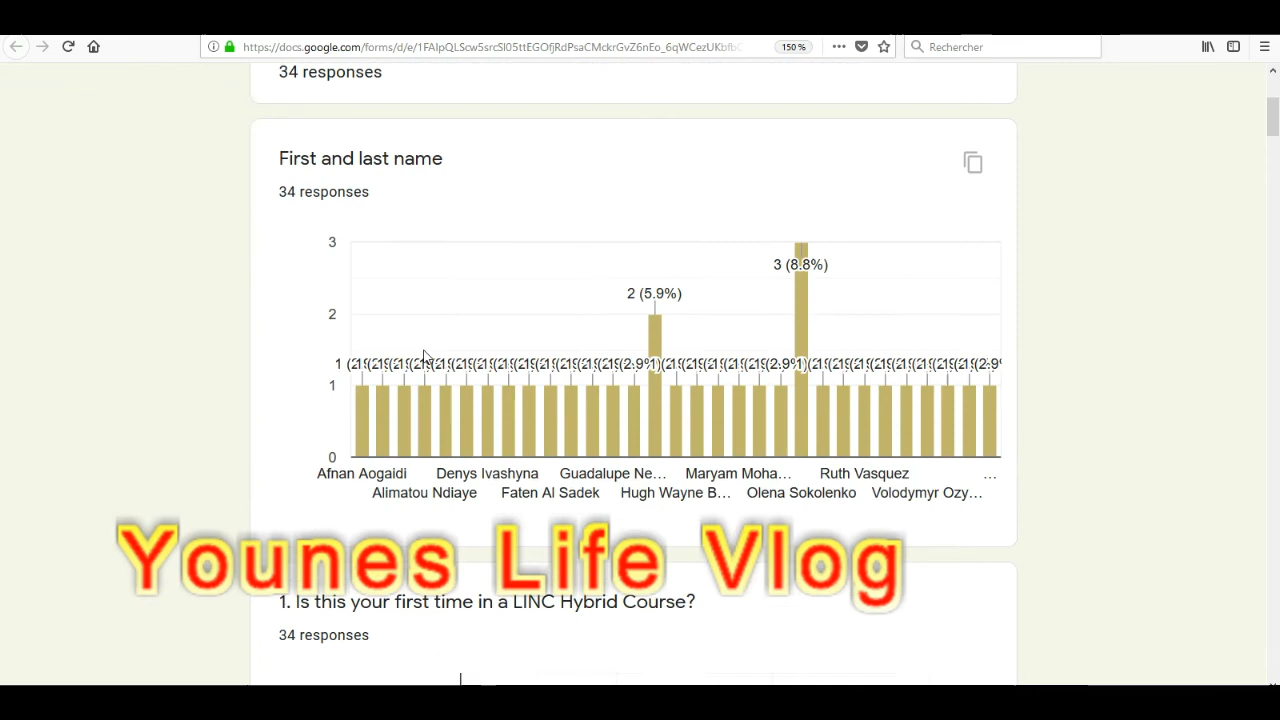 https://docs.google.com/forms/d/e/1FAIpQLScw5srcSl05ttEGOfjRdPsaCMckrGvZ6nEo_6qWCezUKbfbC
150 %
Rechercher
34 responses
First and last name
34 responses
3
3 (8.8%)
2 (5.9%)
2
1
0
Afnan Aogaidi
Denys Ivashyna
Guadalupe Ne...
Maryam Moha...
Ruth Vasquez
...
Alimatou Ndiaye
Faten Al Sadek
Hugh Wayne B...
Olena Sokolenko
Volodymyr Ozy...
Younes Life Vlog
1. Is this your first time in a LINC Hybrid Course?
34 responses